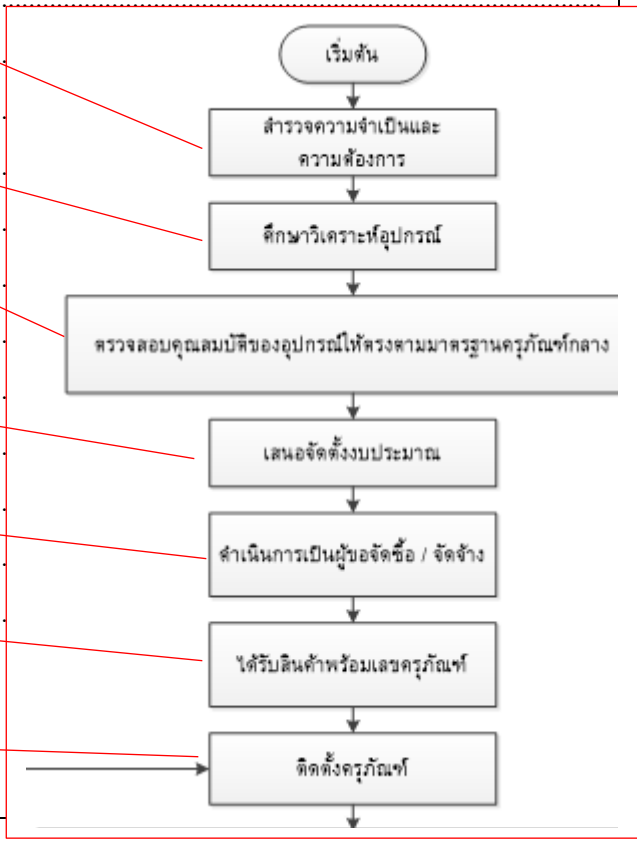 เริ่มต้น
สำรวจความจำเป็นและ
ความต้องการ
ศึกษาวิเคราะห์อุปกรณ์
ตรวจสอบคุณสมบัติของอุปกรณ์ให้ตรงตามมาตรฐานครุภัณฑ์กลาง
เสนอจัดตั้งงบประมาณ
ดำเนินการเป็นผู้ขอจัดซื้อ / จัดจ้าง
ได้รับสินค้าพร้อมเลขครุภัณฑ์
ติดตั้งครุภัณฑ์